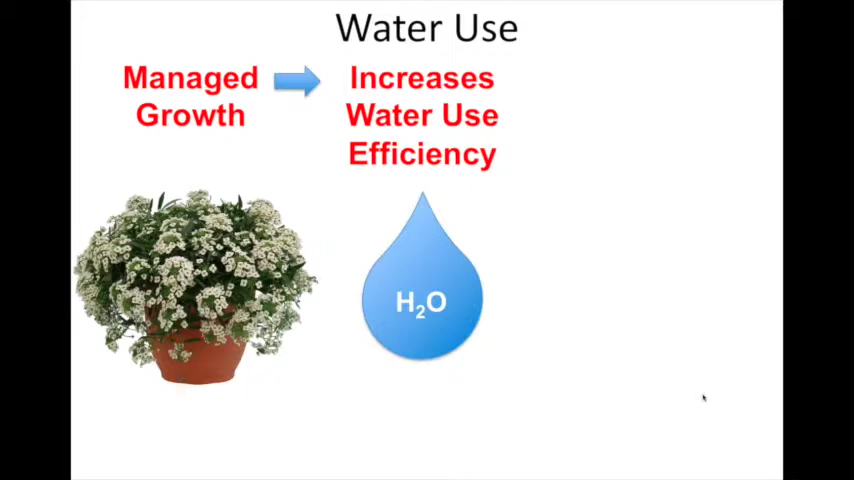 Water Use
Managed
Growth
Increases
Water Use
Efficiency
H₂O